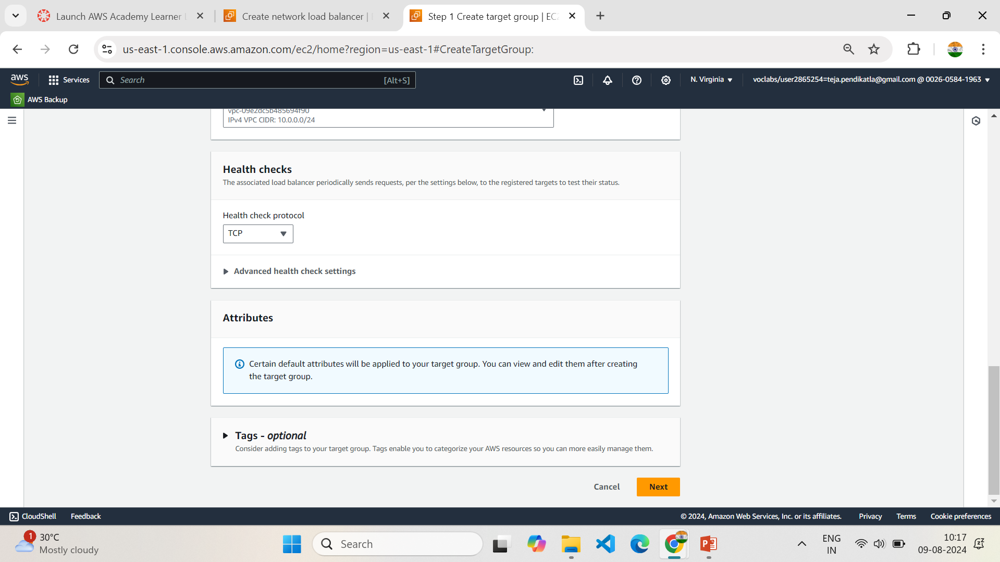 Launch AWS Academy Learner L
Create network load balancer | E
Step 1 Create target group | EC2
us-east-1.console.aws.amazon.com/ec2/home?region=us-east-1#CreateTargetGroup:
aws
Services
Search
[Alt+S]
N. Virginia
voclabs/user2865254=teja.pendikatla@gmail.com @ 0026-0584-1963
AWS Backup
vpc-09e2dc5b485694f90
IPv4 VPC CIDR: 10.0.0.0/24
Health checks
The associated load balancer periodically sends requests, per the settings below, to the registered targets to test their status.
Health check protocol
TCP
Advanced health check settings
Attributes
Certain default attributes will be applied to your target group. You can view and edit them after creating
the target group.
Tags - optional
Consider adding tags to your target group. Tags enable you to categorize your AWS resources so you can more easily manage them.
Cancel
Next
CloudShell
Feedback
© 2024, Amazon Web Services, Inc. or its affiliates.
Privacy
Terms
Cookie preferences
1
30°C
Mostly cloudy
Search
ENG
IN
10:17
09-08-2024